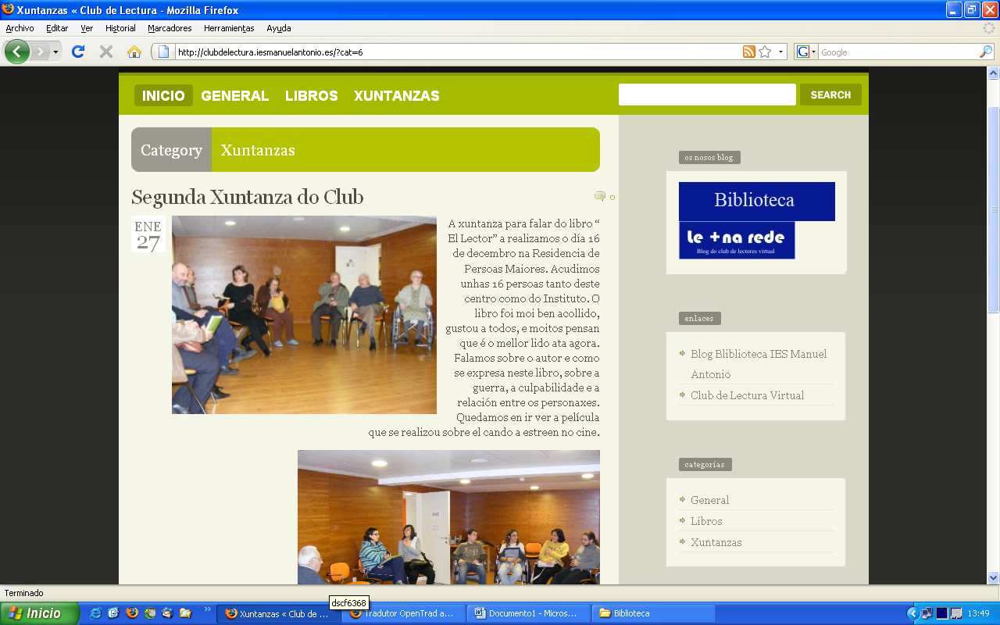 Xuntanzas « Club de Lectura - Mozilla Firefox
Archivo Editar Ver Historial Marcadores Herramientas Ayuda
http://clubdelectura.iesmanuelantonio.es/?cat=6
G Google
INICIO GENERAL LIBROS XUNTANZAS
SEARCH
Category Xuntanzas
Segunda Xuntanza do Club
0
ENE
27
A xuntanza para falar do libro “
El Lector” a realizamos o día 16
de decembro na Residencia de
Persoas Maiores. Acudimos
unhas 16 persoas tanto deste
centro como do Instituto. O
libro foi moi ben acollido,
gustou a todos, e moitos pensan
que é o mellor lido ata agora.
Falamos sobre o autor e como
se expresa neste libro, sobre a
guerra, a culpabilidade e a
relación entre os personaxes.
Quedamos en ir ver a película
que se realizou sobre el cando a estreen no cine.
os nosos blog
Biblioteca
Le +na rede
Blog do club de lectores virtual
enlaces
Blog Bliblioteca IES Manuel
Antonio
Club de Lectura Virtual
categorías
General
Libros
Xuntanzas
Terminado
dscf6368
Inicio
Xuntanzas « Club de ...
Tradutor OpenTrad a...
Documento1 - Micros...
Biblioteca
13:49